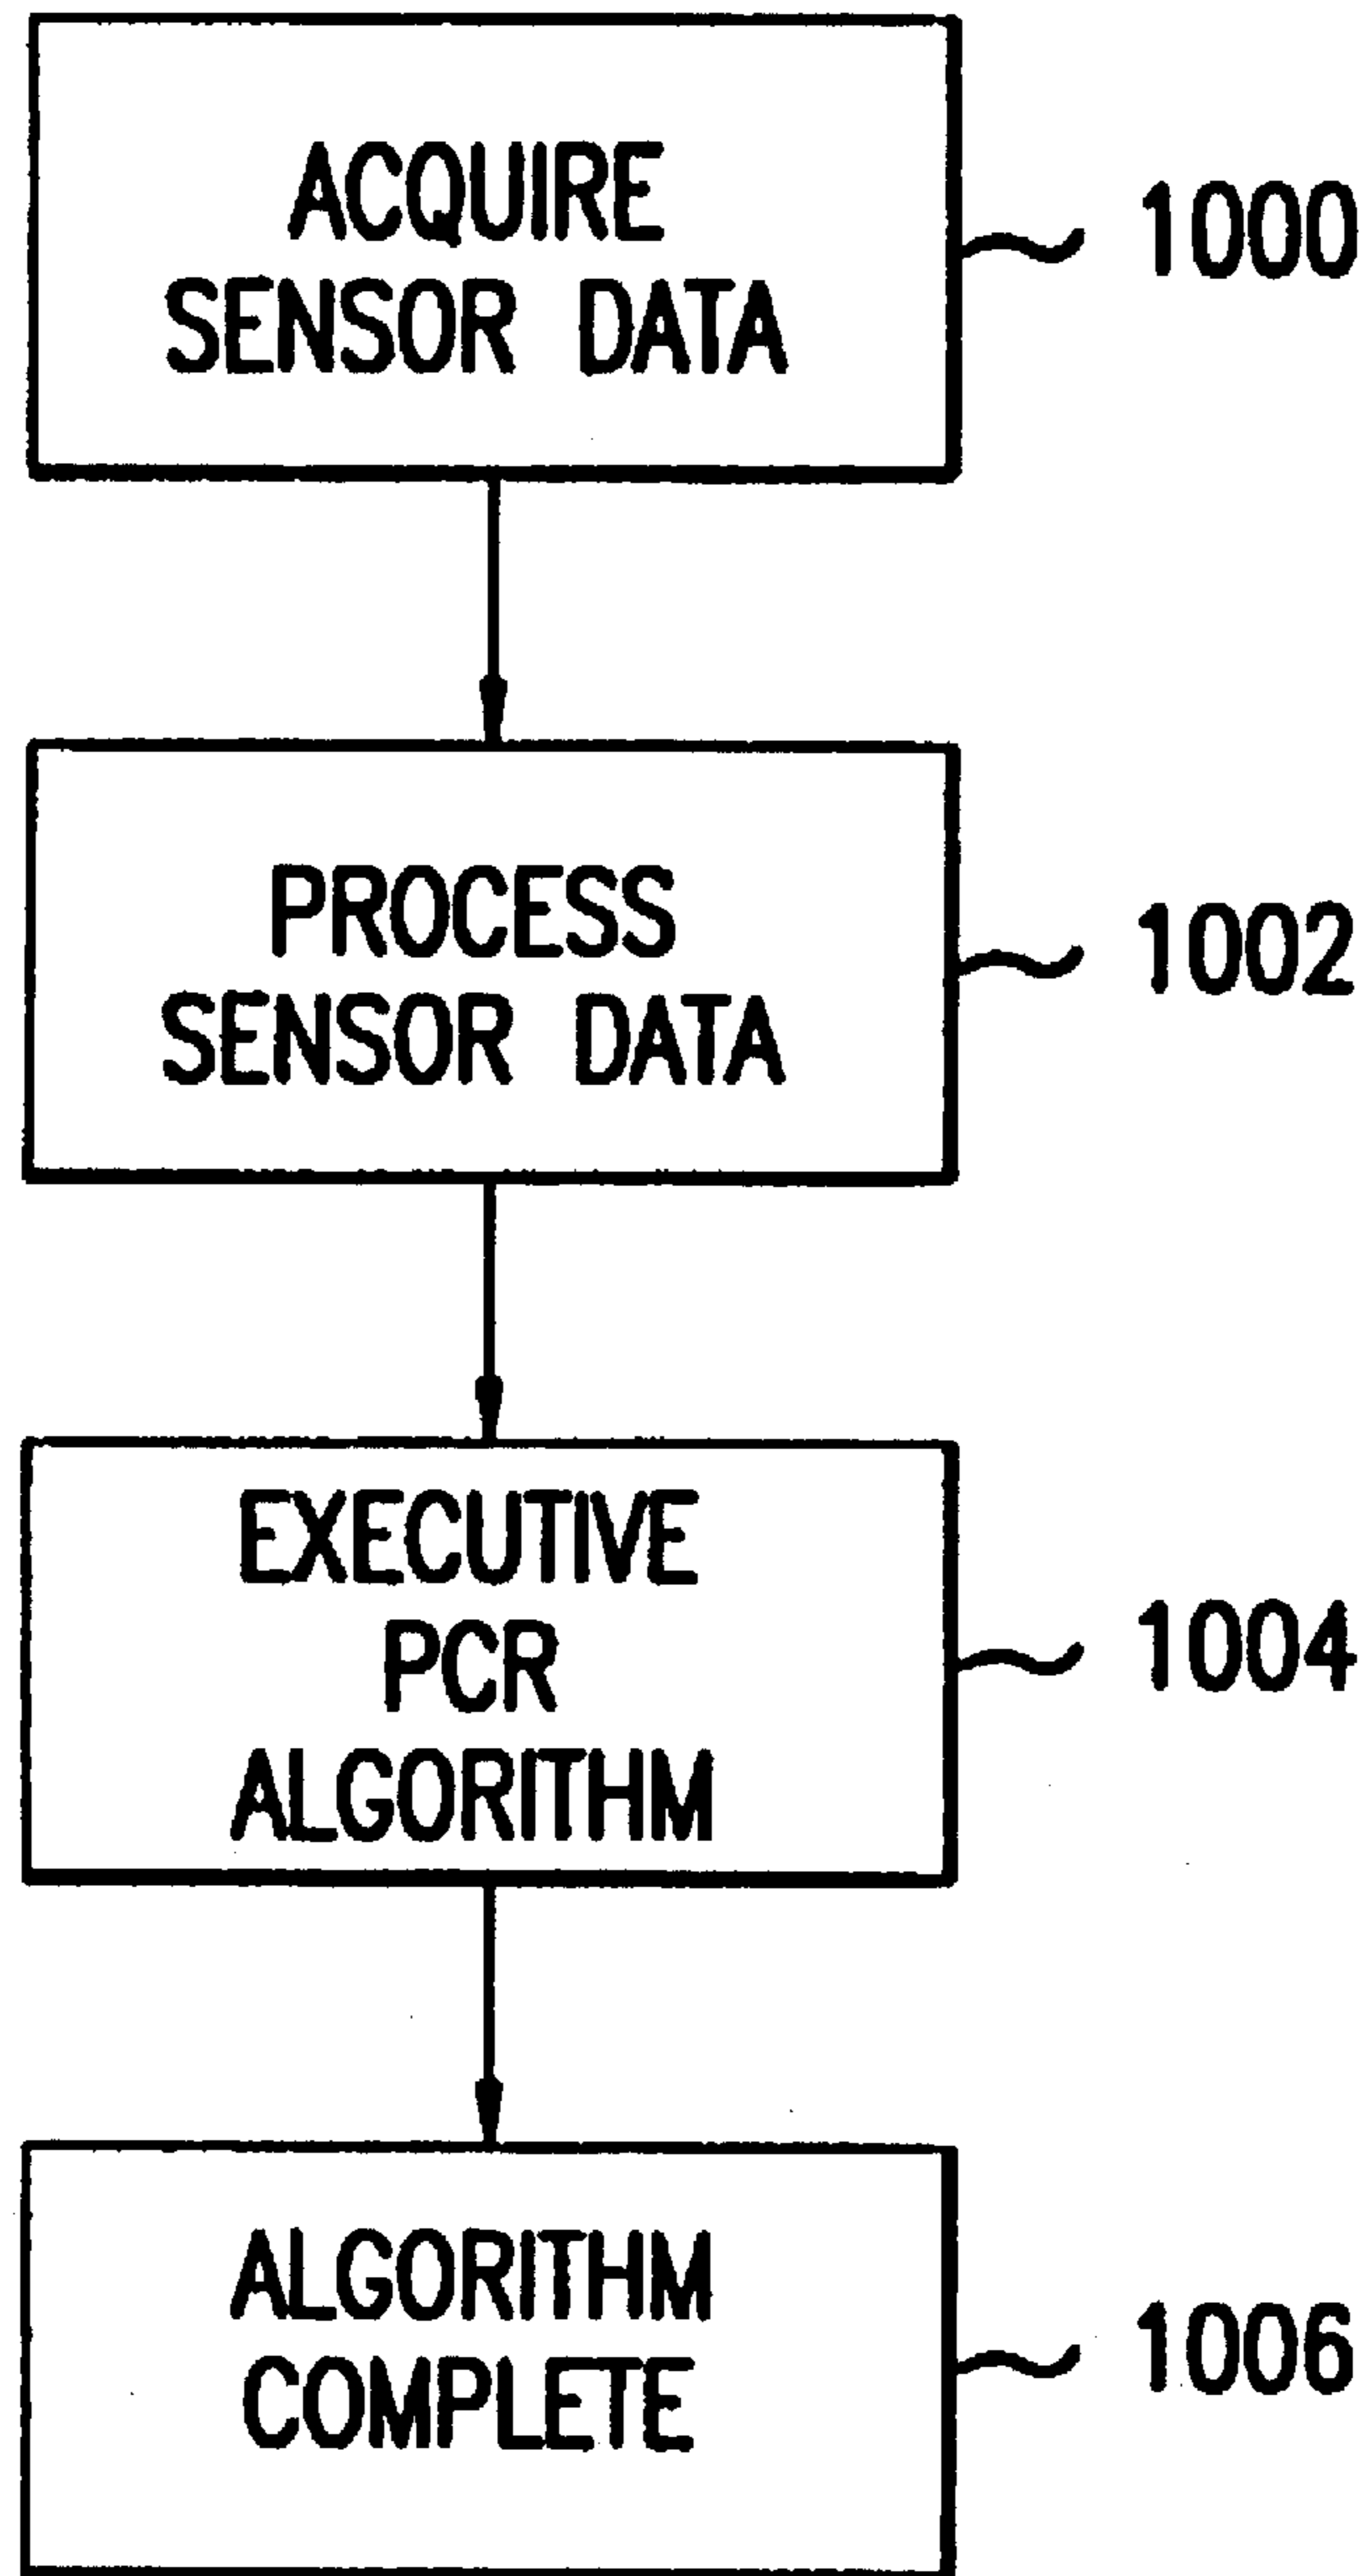 ACQUIRE
SENSOR DATA
1000
PROCESS
SENSOR DATA
1002
EXECUTIVE
PCR
ALGORITHM
1004
ALGORITHM
COMPLETE
1006